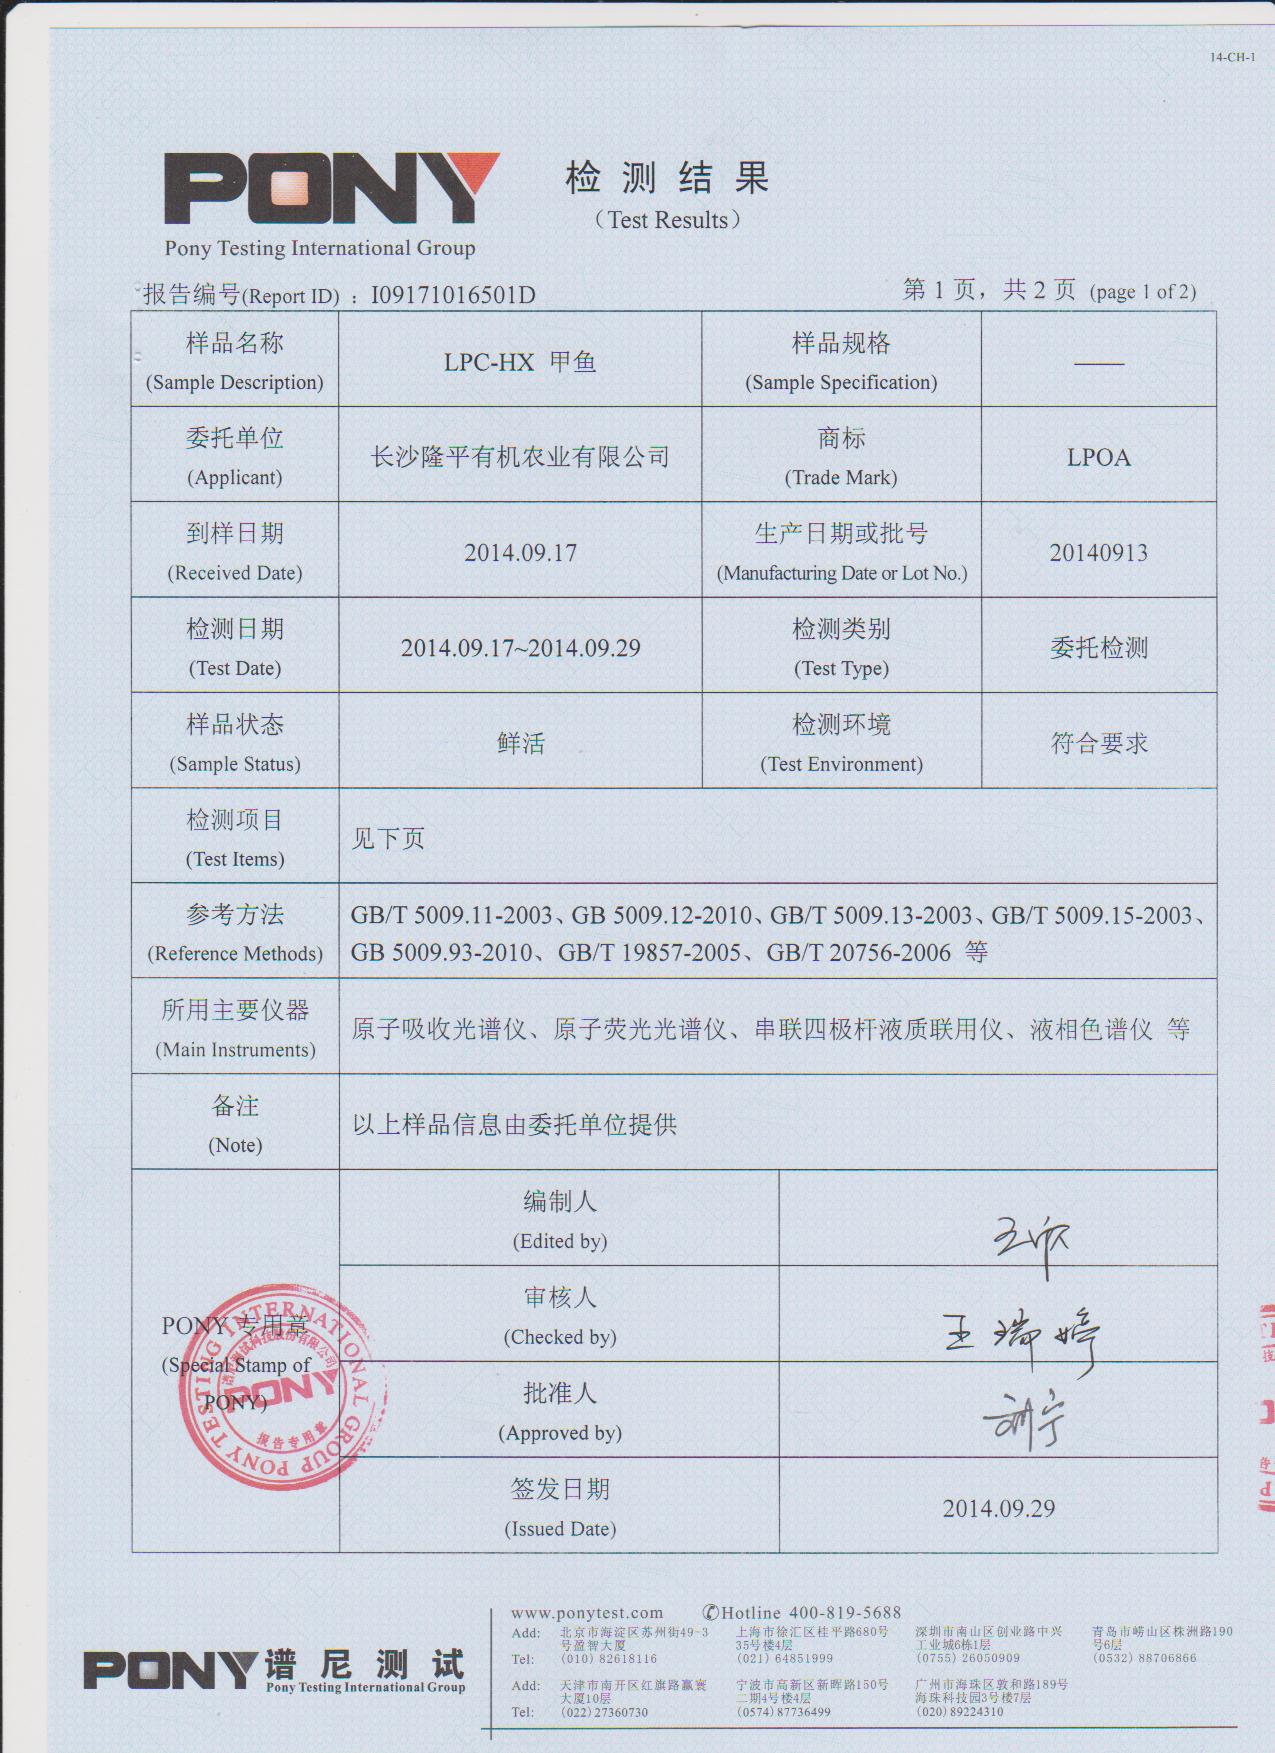 14-CH-1
PONY
Pony Testing International Group
检测结果
（Test Results）
报告编号(Report ID)：I09171016501D
第 1 页，共 2 页 (page 1 of 2)
样品名称
(Sample Description)
LPC-HX 甲鱼
样品规格
(Sample Specification)
——
委托单位
(Applicant)
长沙隆平有机农业有限公司
商标
(Trade Mark)
LPOA
到样日期
(Received Date)
2014.09.17
生产日期或批号
(Manufacturing Date or Lot No.)
20140913
检测日期
(Test Date)
2014.09.17~2014.09.29
检测类别
(Test Type)
委托检测
样品状态
(Sample Status)
鲜活
检测环境
(Test Environment)
符合要求
检测项目
(Test Items)
见下页
参考方法
(Reference Methods)
GB/T 5009.11-2003、GB 5009.12-2010、GB/T 5009.13-2003、GB/T 5009.15-2003、
GB 5009.93-2010、GB/T 19857-2005、GB/T 20756-2006 等
所用主要仪器
(Main Instruments)
原子吸收光谱仪、原子荧光光谱仪、串联四极杆液质联用仪、液相色谱仪 等
备注
(Note)
以上样品信息由委托单位提供
PONY 专用章
(Special Stamp of
PONY)
PONY TESTING INTERNATIONAL GROUP
谱尼测试科技股份有限公司
PONY
报告专用章
编制人
(Edited by)
审核人
(Checked by)
王瑞婷
批准人
(Approved by)
刘宁
签发日期
(Issued Date)
2014.09.29
PONY 谱尼测试
Pony Testing International Group
www.ponytest.com ✆Hotline 400-819-5688
Add: 北京市海淀区苏州街49-3号盈智大厦
Tel: (010)82618116
上海市徐汇区桂平路680号35号楼4层
(021)64851999
深圳市南山区创业路中兴工业城6栋1层
(0755)26050909
青岛市崂山区株洲路190号6层
(0532)88706866
Add: 天津市南开区红旗路赢寰大厦10层
Tel: (022)27360730
宁波市高新区新晖路150号二期4号楼4层
(0574)87736499
广州市海珠区敦和路189号海珠科技园3号楼7层
(020)89224310